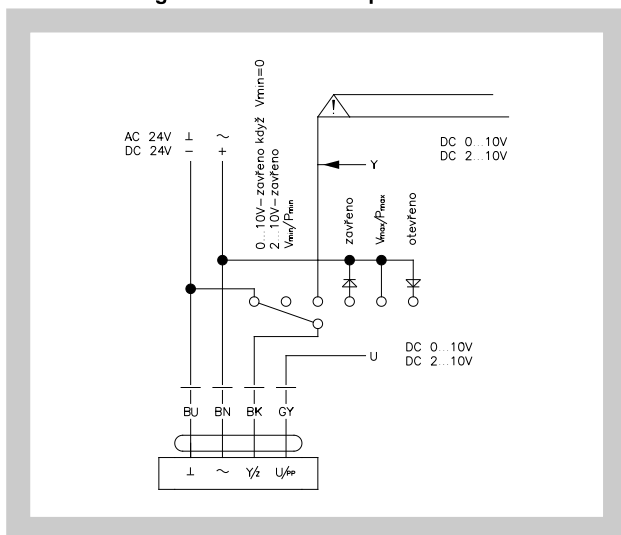 AC 24V ⊥ ~
DC 24V − +
0...10V – zavřeno když Vmin=0
2...10V – zavřeno
Vmin/Pmin
!
DC 0...10V
DC 2...10V
Y
zavřeno
Vmax/Pmax
otevřeno
U
DC 0...10V
DC 2...10V
BU BN BK GY
⊥ ~ Y/Z U/PP